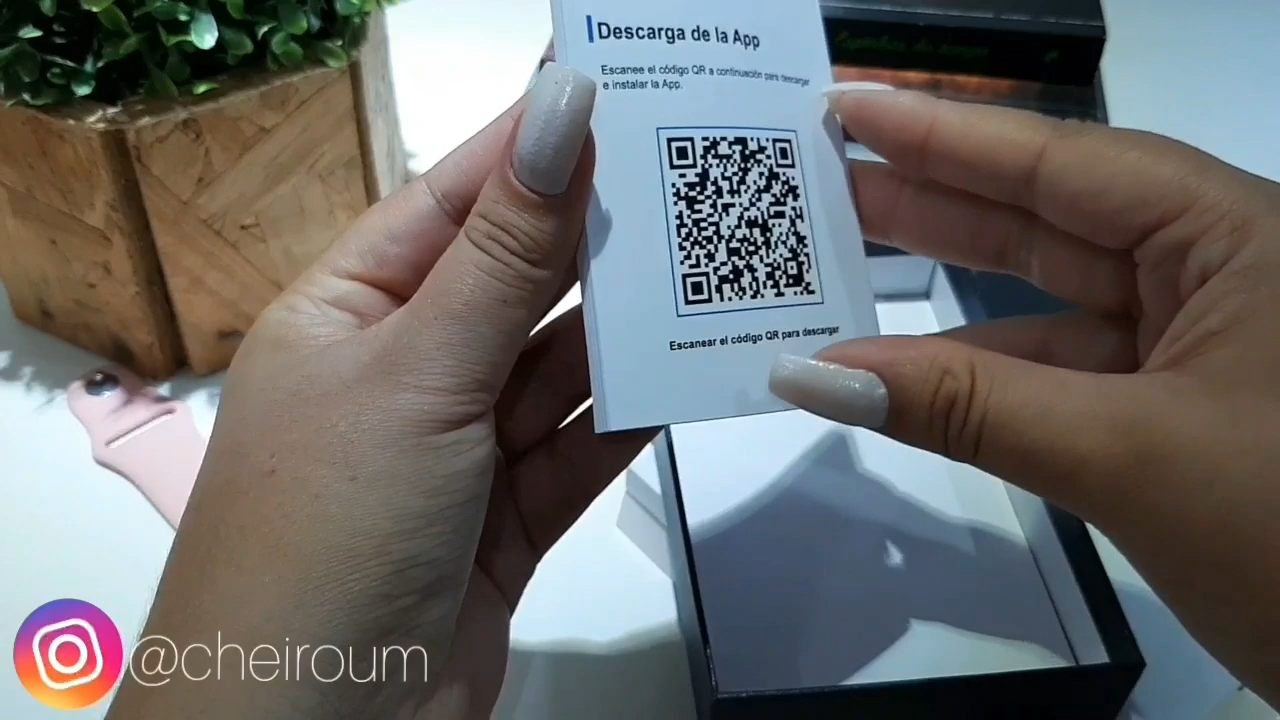 Descarga de la App
Escanee el código QR a continuación para descargar
e instalar la App.
Escanear el código QR para descargar
@cheiroum